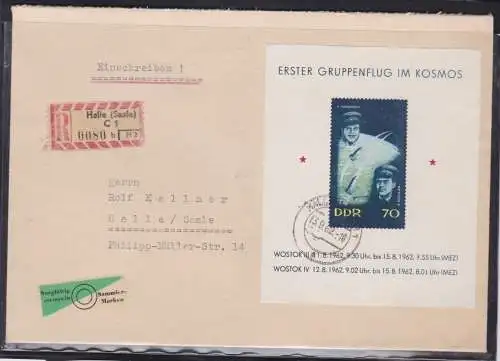 Einschreiben !
Halle (Saale)
C 1
R
0080 b
ERSTER GRUPPENFLUG IM KOSMOS
DDR 70
WOSTOK III 11.8.1962, 9.30 Uhr. bis 15.8.1962, 7.55 Uhr (MEZ)
WOSTOK IV 12.8.1962, 9.02 Uhr. bis 15.8.1962, 8.01 Uhr (MEZ)
Herrn
Rolf Kellner
Halle/Saale
Philipp-Müller-Str. 14
Sorgfältig stempeln
Sammler-Marken